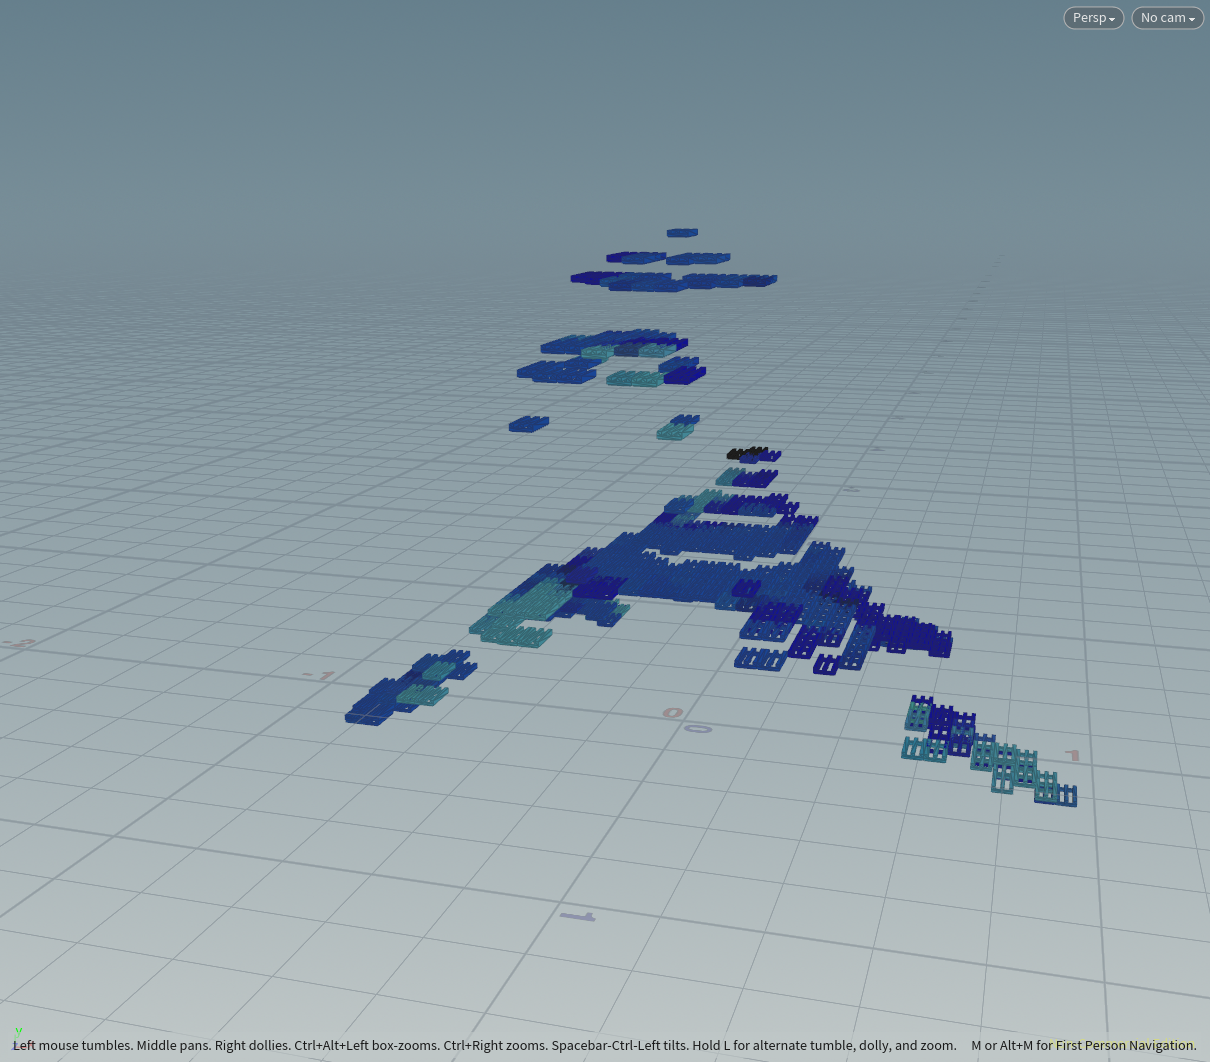 Persp
No cam
-2
-1
0
0
1
1
Left mouse tumbles. Middle pans. Right dollies. Ctrl+Alt+Left box-zooms. Ctrl+Right zooms. Spacebar-Ctrl-Left tilts. Hold L for alternate tumble, dolly, and zoom. M or Alt+M for First Person Navigation.
y